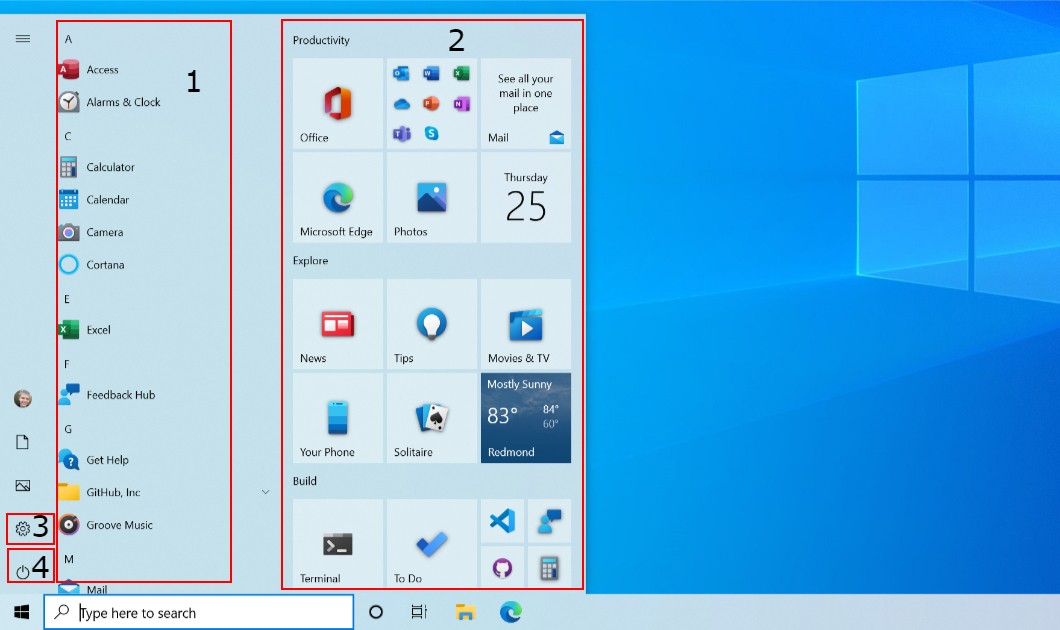 A
Access
Alarms & Clock
C
Calculator
Calendar
Camera
Cortana
E
Excel
F
Feedback Hub
G
Get Help
GitHub, Inc
Groove Music
M
Mail
1
2
3
4
Productivity
Office
See all your
mail in one
place
Mail
Microsoft Edge
Photos
Thursday
25
Explore
News
Tips
Movies & TV
Your Phone
Solitaire
Mostly Sunny
83° 84°
60°
Redmond
Build
Terminal
To Do
Type here to search